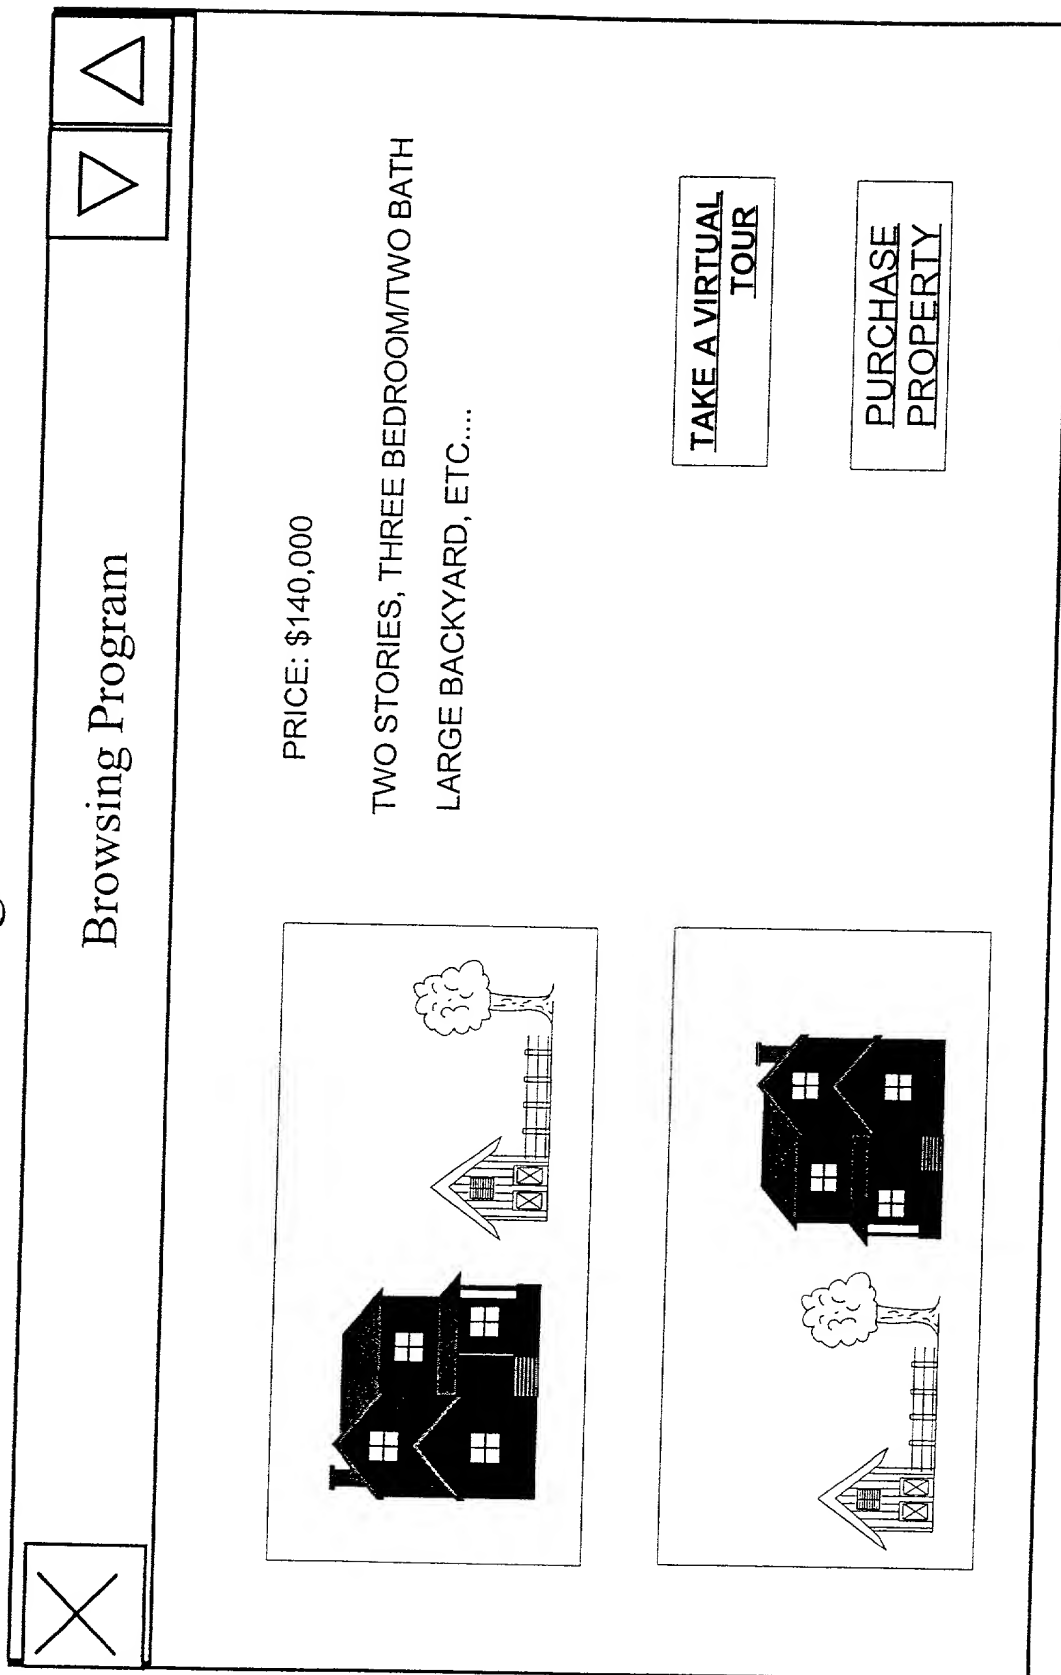 Browsing Program
PRICE: $140,000
TWO STORIES, THREE BEDROOM/TWO BATH
LARGE BACKYARD, ETC....
TAKE A VIRTUAL
TOUR
PURCHASE
PROPERTY